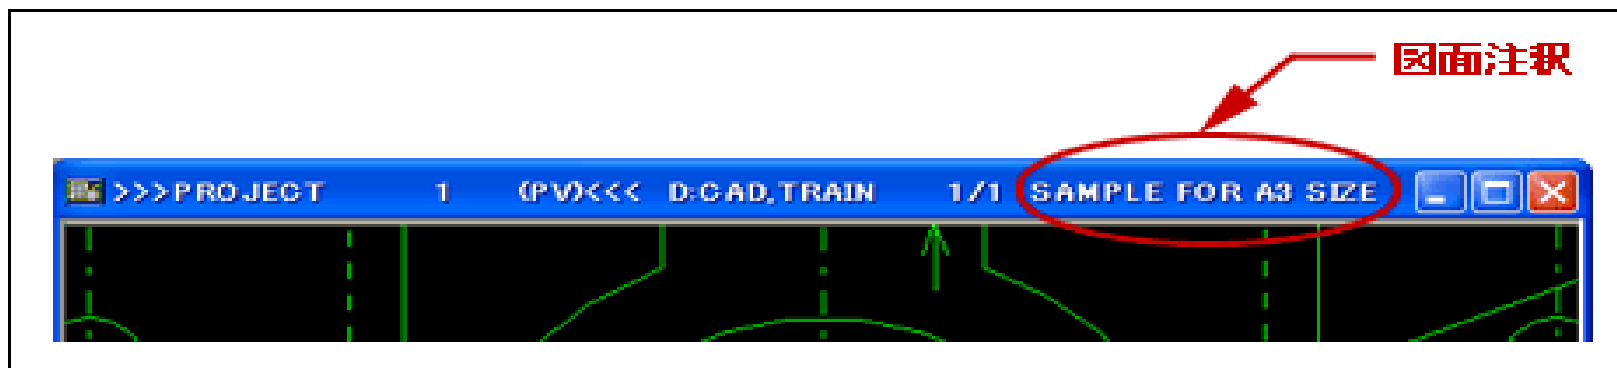 図面注釈
>>>PROJECT 1 (PV)<<< D:CAD,TRAIN 1/1 SAMPLE FOR A3 SIZE